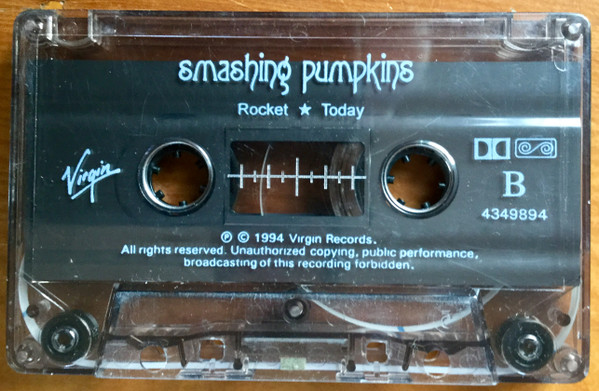 smashing pumpkins
Rocket ★ Today
Virgin
B
4349894
℗ © 1994 Virgin Records.
All rights reserved. Unauthorized copying, public performance,
broadcasting of this recording forbidden.